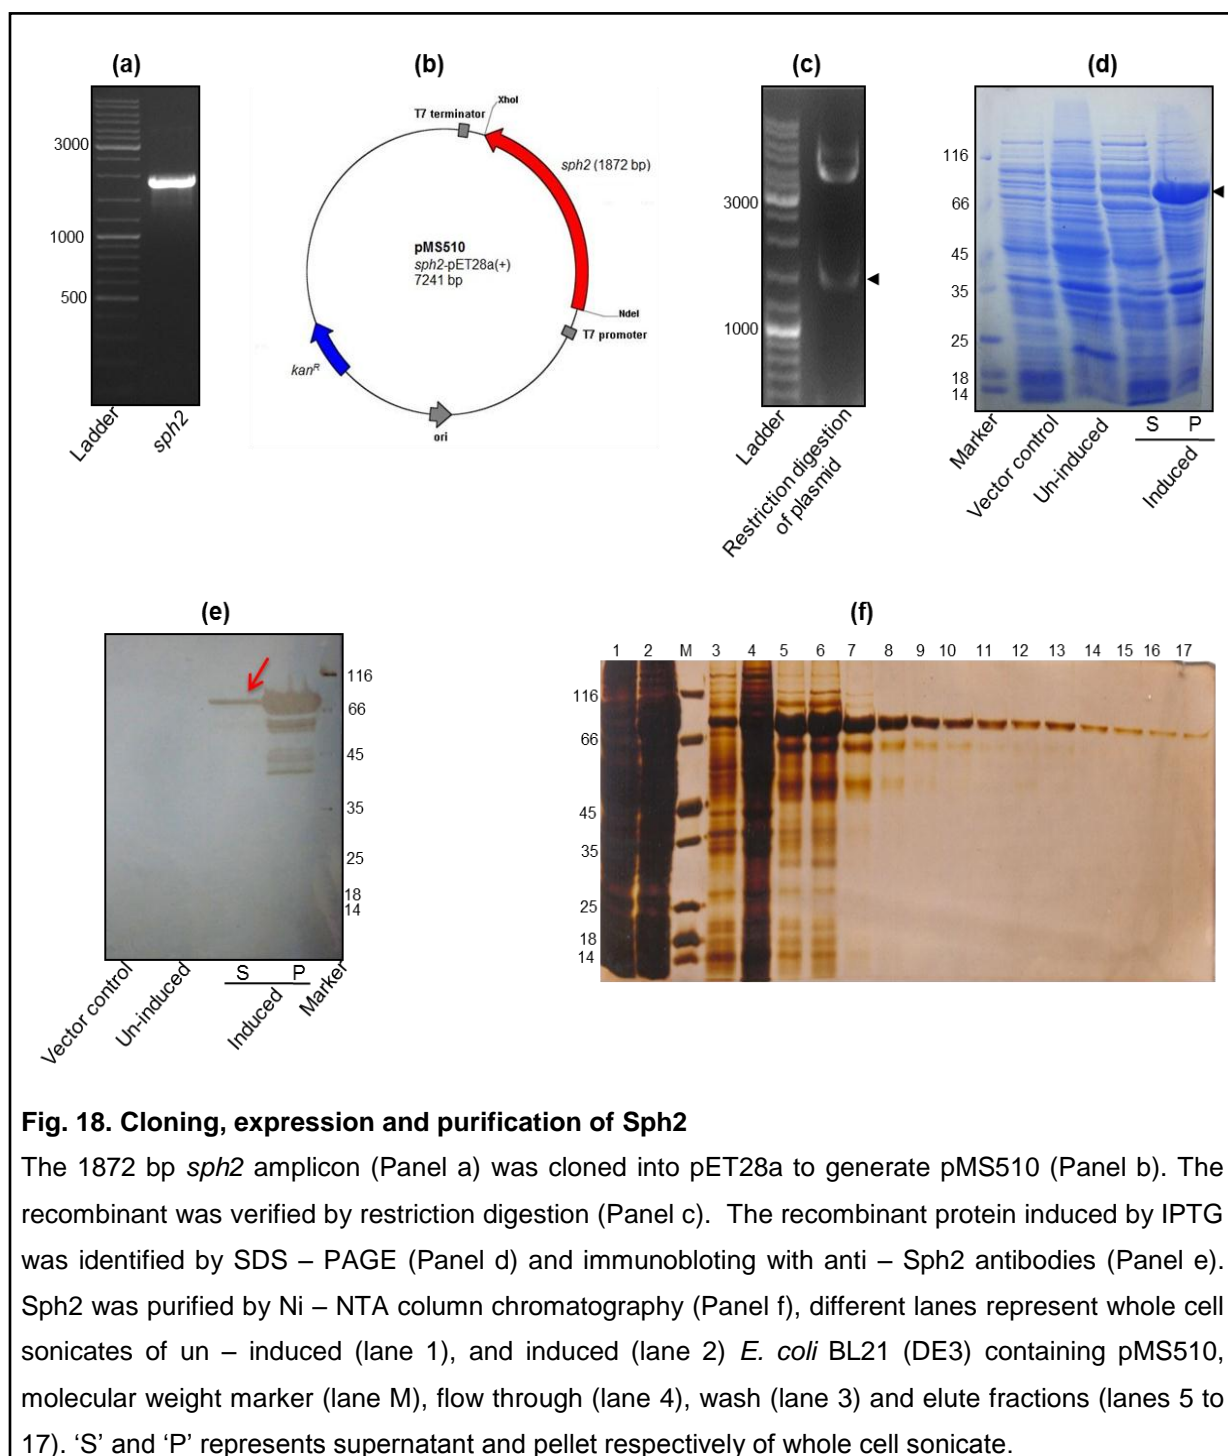 (a)
(b)
(c)
(d)
3000
1000
500
Ladder
sph2
T7 terminator
XhoI
sph2 (1872 bp)
pMS510
sph2-pET28a(+)
7241 bp
NdeI
T7 promoter
kanR
ori
3000
1000
Ladder
Restriction digestion
of plasmid
116
66
45
35
25
18
14
S P
Marker
Vector control
Un-induced
Induced
(e)
(f)
116
66
45
35
25
18
14
S P
Vector control
Un-induced
Induced
Marker
1 2 M 3 4 5 6 7 8 9 10 11 12 13 14 15 16 17
116
66
45
35
25
18
14
Fig. 18. Cloning, expression and purification of Sph2
The 1872 bp sph2 amplicon (Panel a) was cloned into pET28a to generate pMS510 (Panel b). The
recombinant was verified by restriction digestion (Panel c). The recombinant protein induced by IPTG
was identified by SDS – PAGE (Panel d) and immunobloting with anti – Sph2 antibodies (Panel e).
Sph2 was purified by Ni – NTA column chromatography (Panel f), different lanes represent whole cell
sonicates of un – induced (lane 1), and induced (lane 2) E. coli BL21 (DE3) containing pMS510,
molecular weight marker (lane M), flow through (lane 4), wash (lane 3) and elute fractions (lanes 5 to
17). ‘S’ and ‘P’ represents supernatant and pellet respectively of whole cell sonicate.